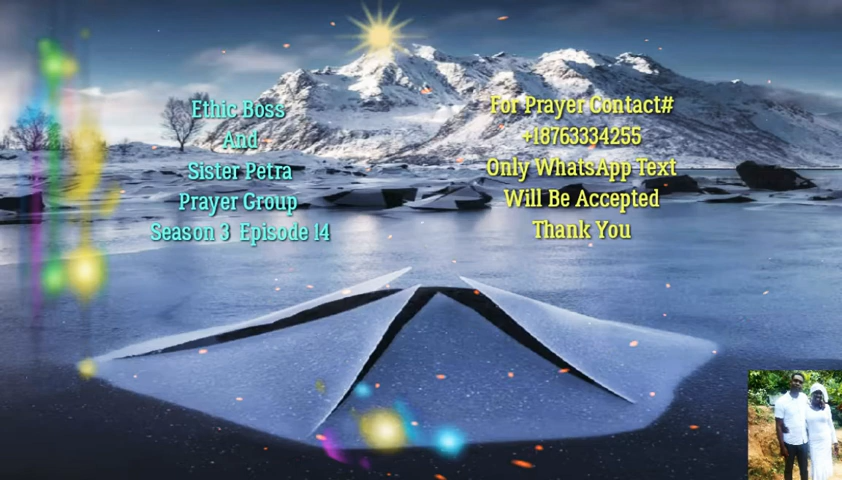 Ethic Boss
And
Sister Petra
Prayer Group
Season 3 Episode 14
For Prayer Contact#
+18763334255
Only WhatsApp Text
Will Be Accepted
Thank You